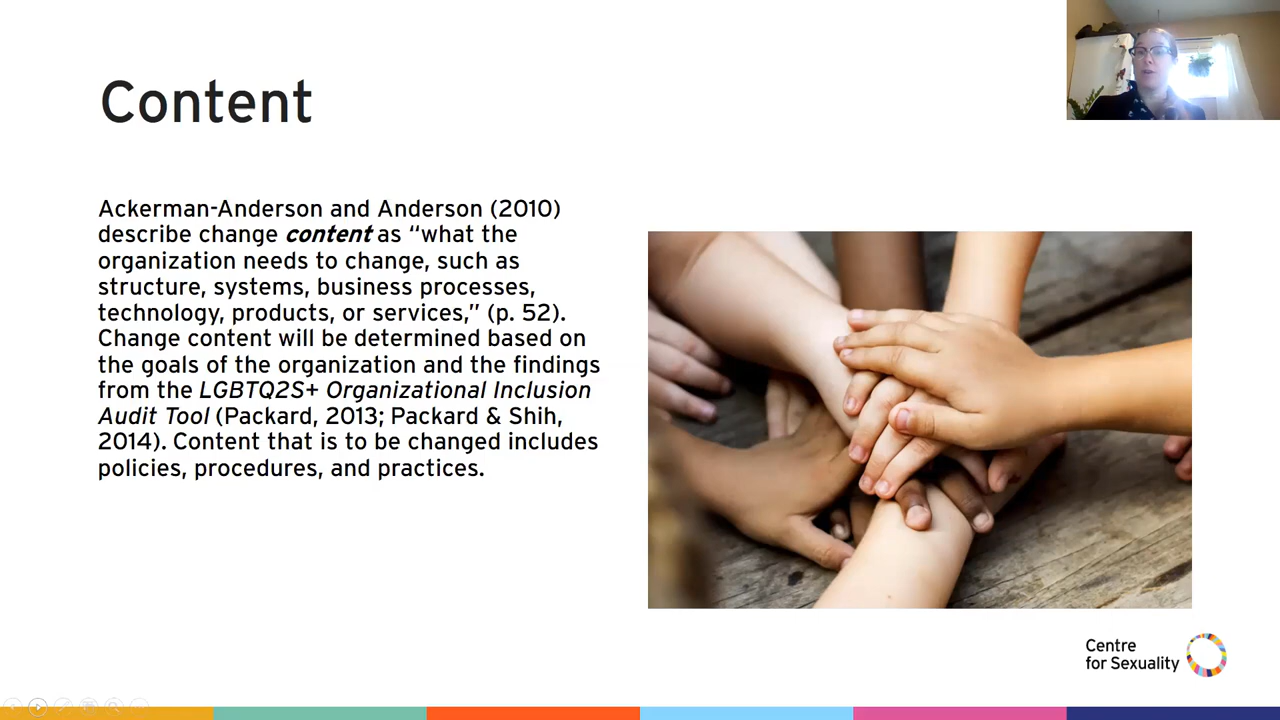 Content
Ackerman-Anderson and Anderson (2010)
describe change content as “what the
organization needs to change, such as
structure, systems, business processes,
technology, products, or services,” (p. 52).
Change content will be determined based on
the goals of the organization and the findings
from the LGBTQ2S+ Organizational Inclusion
Audit Tool (Packard, 2013; Packard & Shih,
2014). Content that is to be changed includes
policies, procedures, and practices.
Centre
for Sexuality